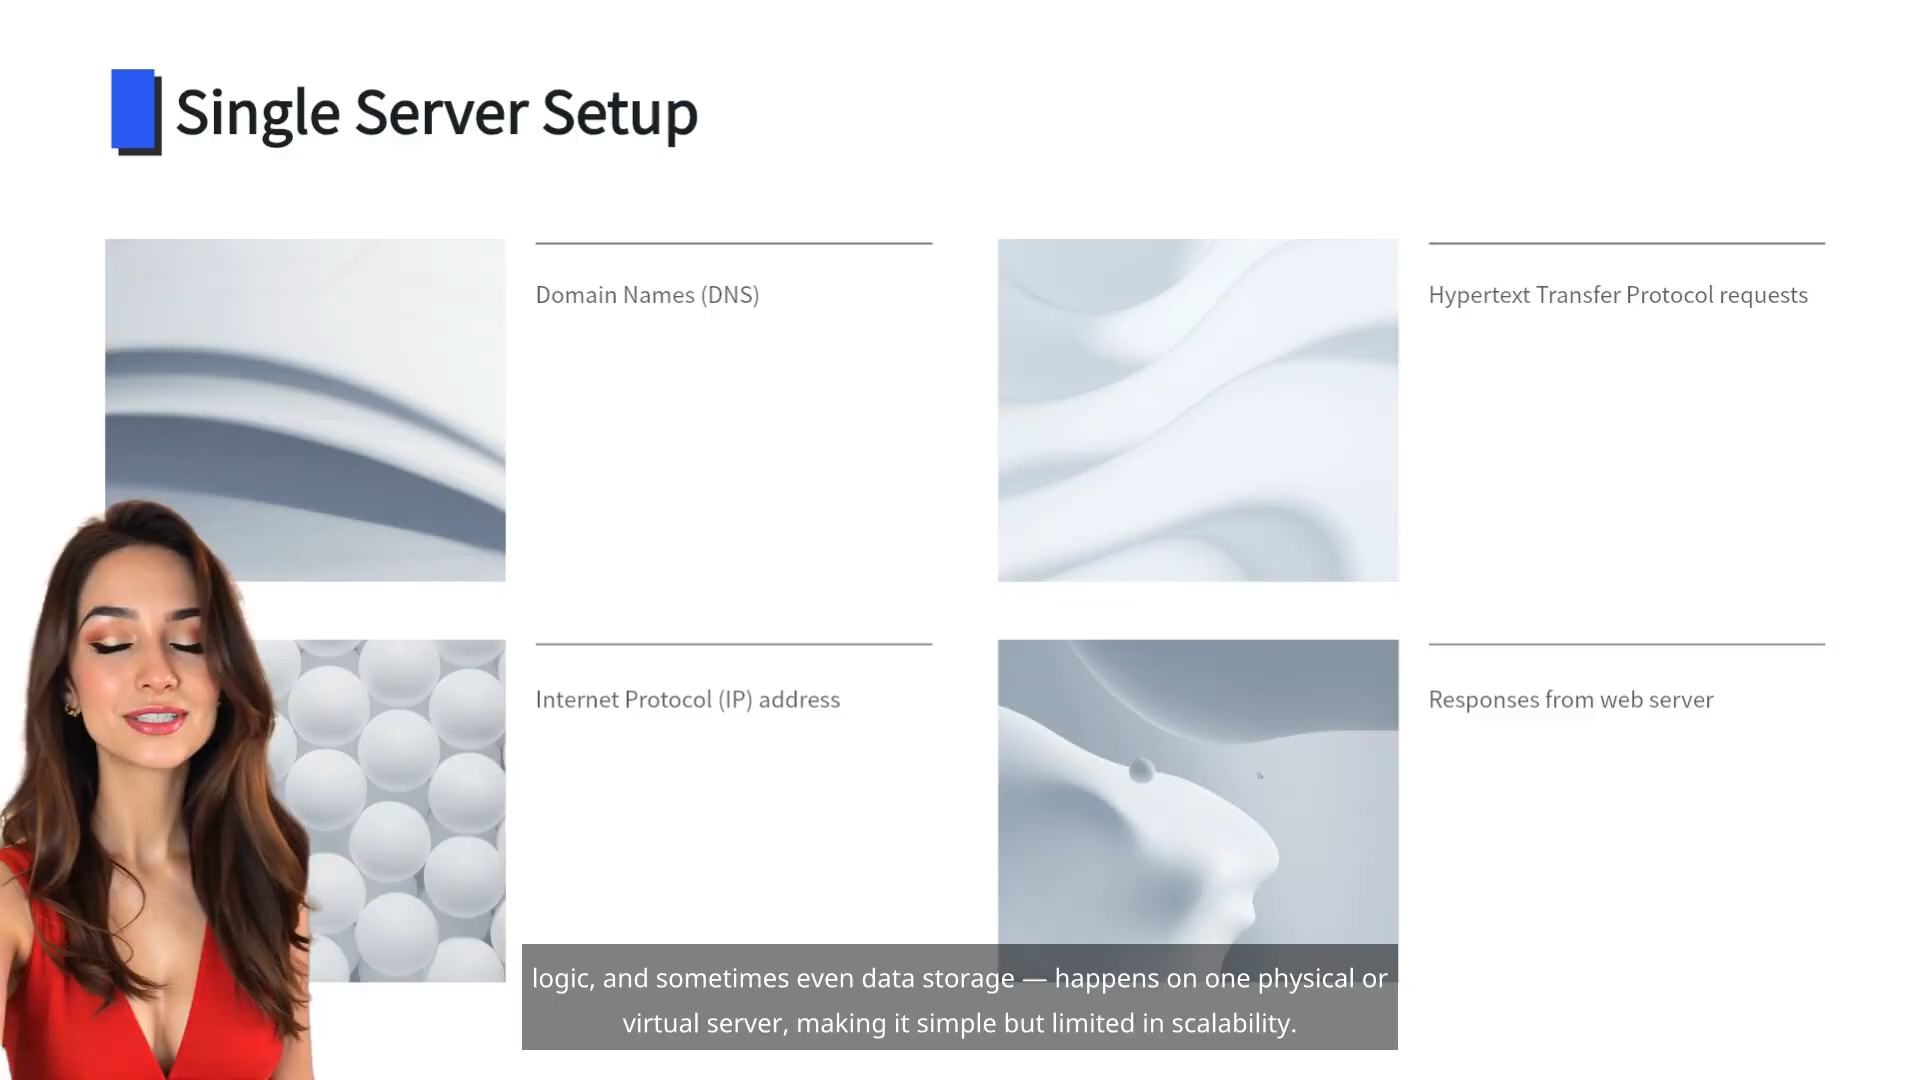 Single Server Setup
Domain Names (DNS)
Hypertext Transfer Protocol requests
Internet Protocol (IP) address
Responses from web server
logic, and sometimes even data storage — happens on one physical or
virtual server, making it simple but limited in scalability.